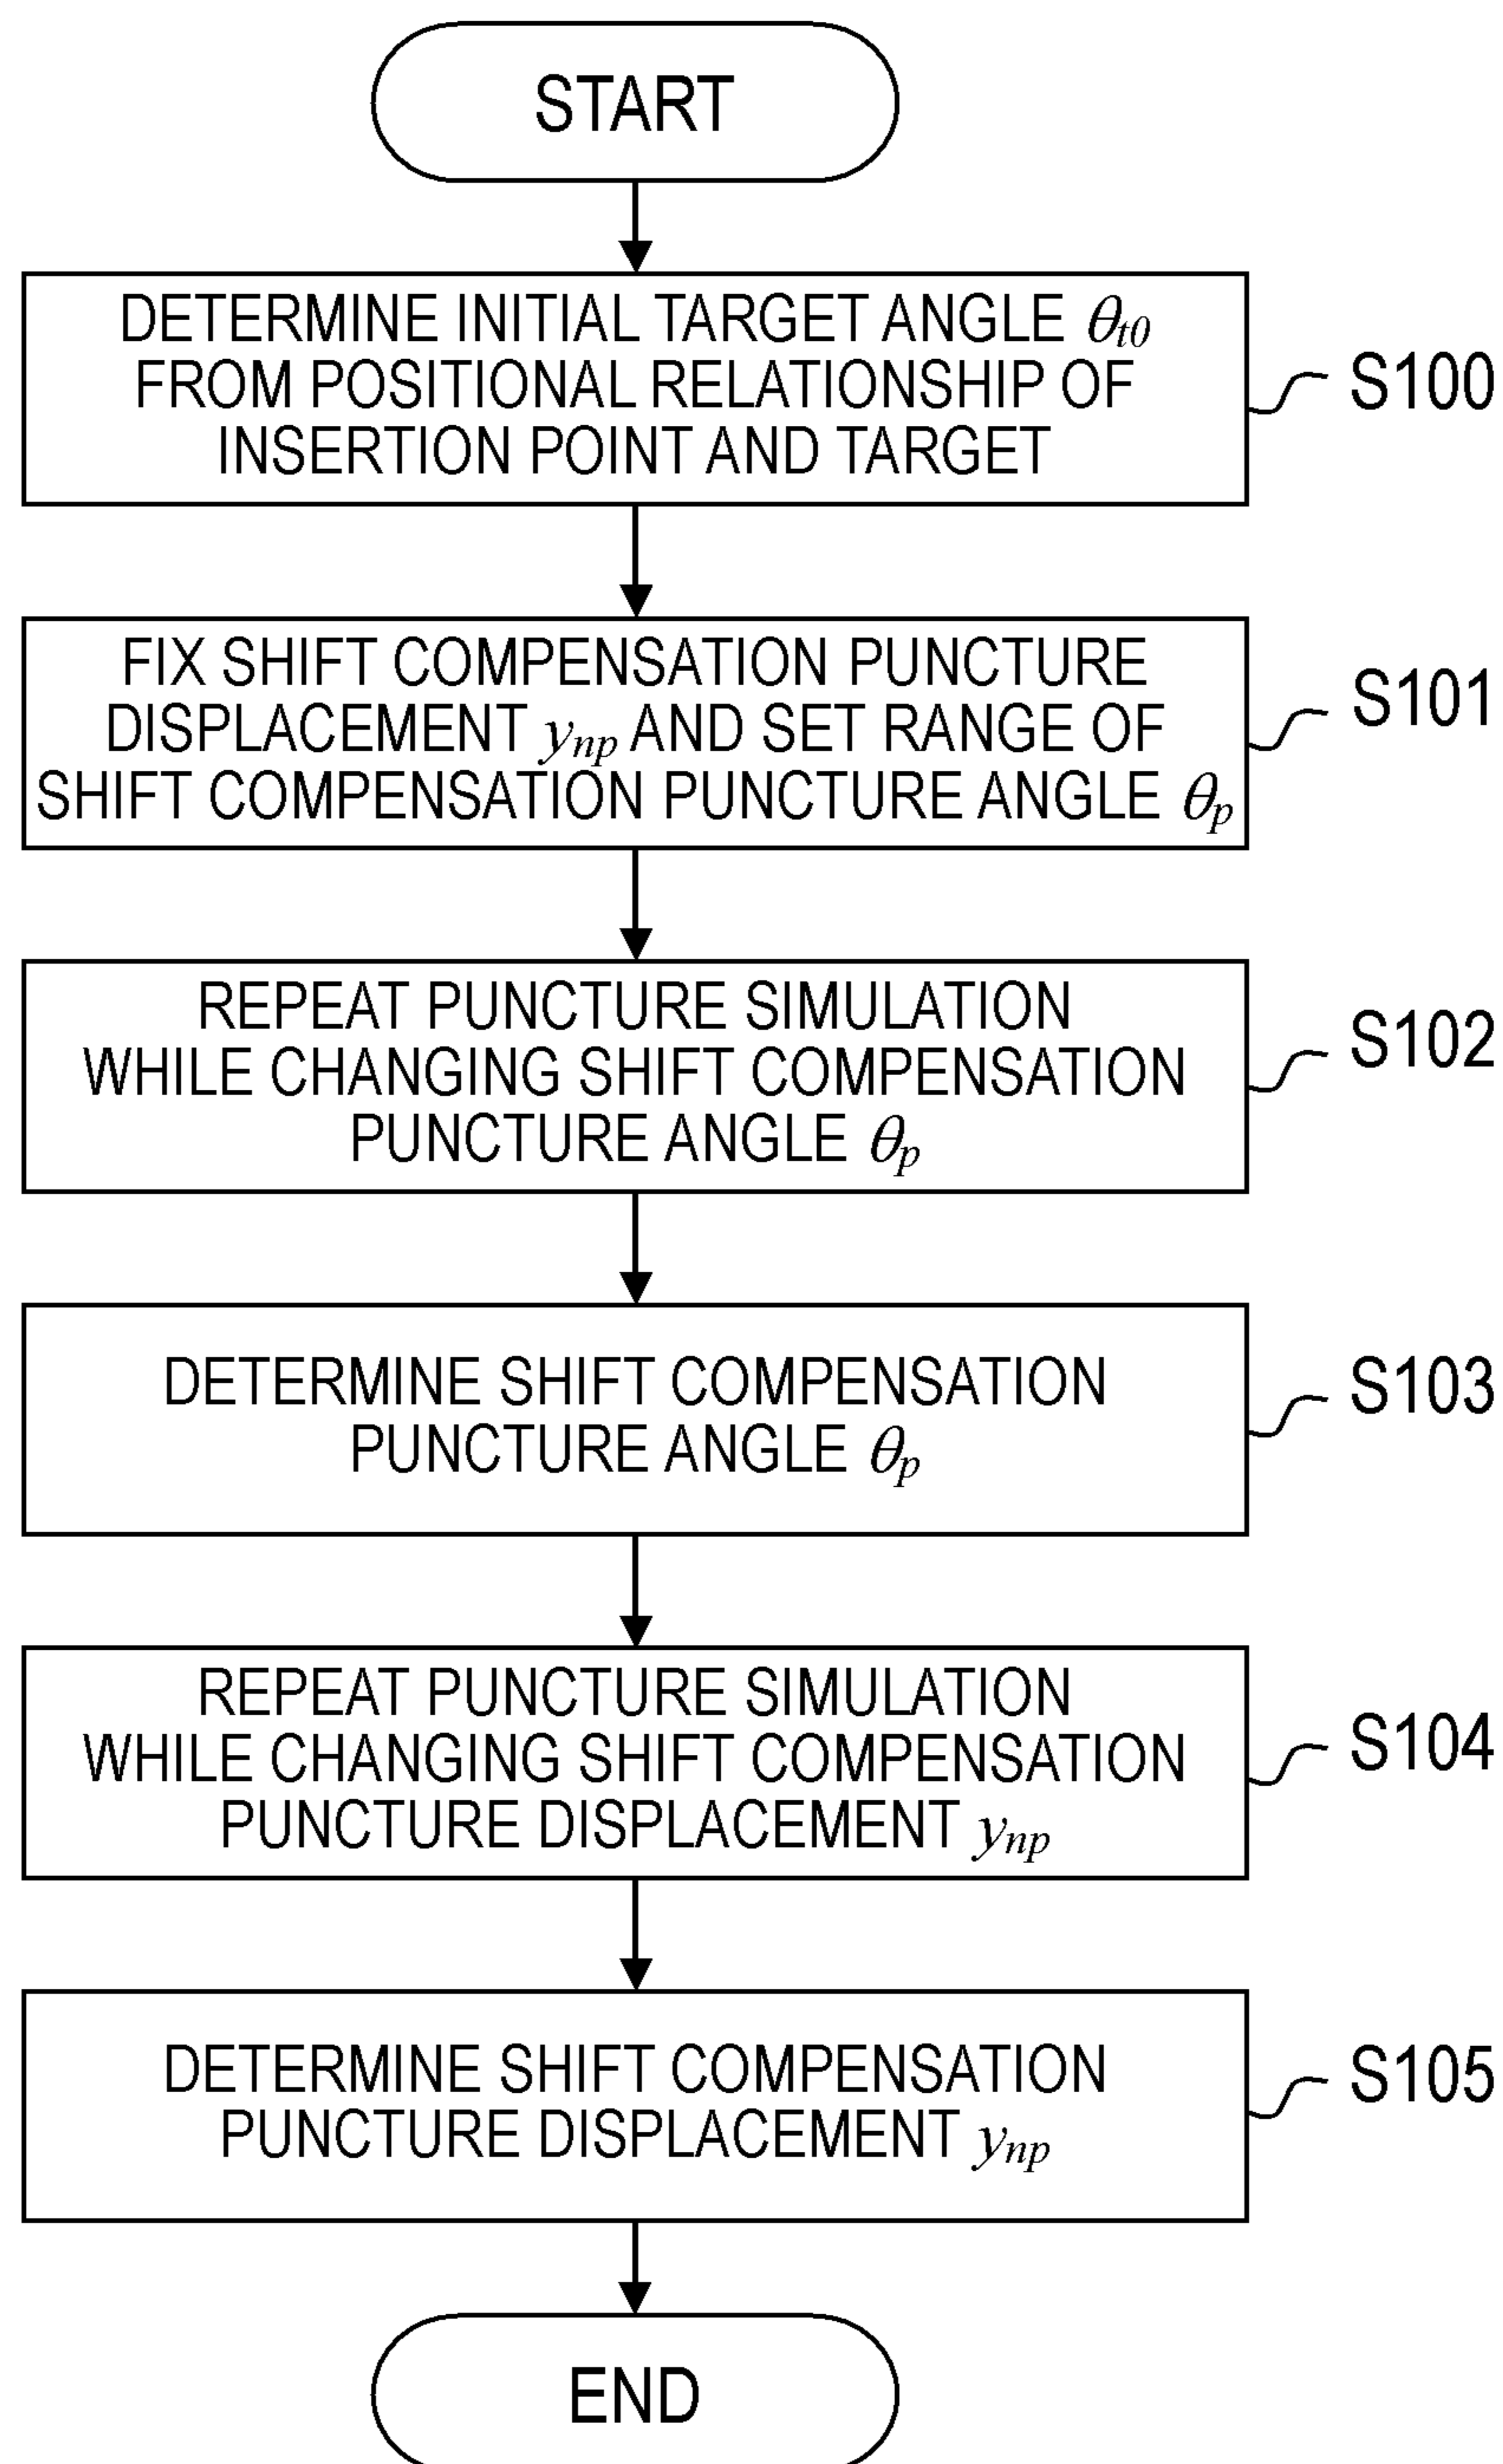 START
DETERMINE INITIAL TARGET ANGLE θt0
FROM POSITIONAL RELATIONSHIP OF
INSERTION POINT AND TARGET
S100
FIX SHIFT COMPENSATION PUNCTURE
DISPLACEMENT ynp AND SET RANGE OF
SHIFT COMPENSATION PUNCTURE ANGLE θp
S101
REPEAT PUNCTURE SIMULATION
WHILE CHANGING SHIFT COMPENSATION
PUNCTURE ANGLE θp
S102
DETERMINE SHIFT COMPENSATION
PUNCTURE ANGLE θp
S103
REPEAT PUNCTURE SIMULATION
WHILE CHANGING SHIFT COMPENSATION
PUNCTURE DISPLACEMENT ynp
S104
DETERMINE SHIFT COMPENSATION
PUNCTURE DISPLACEMENT ynp
S105
END